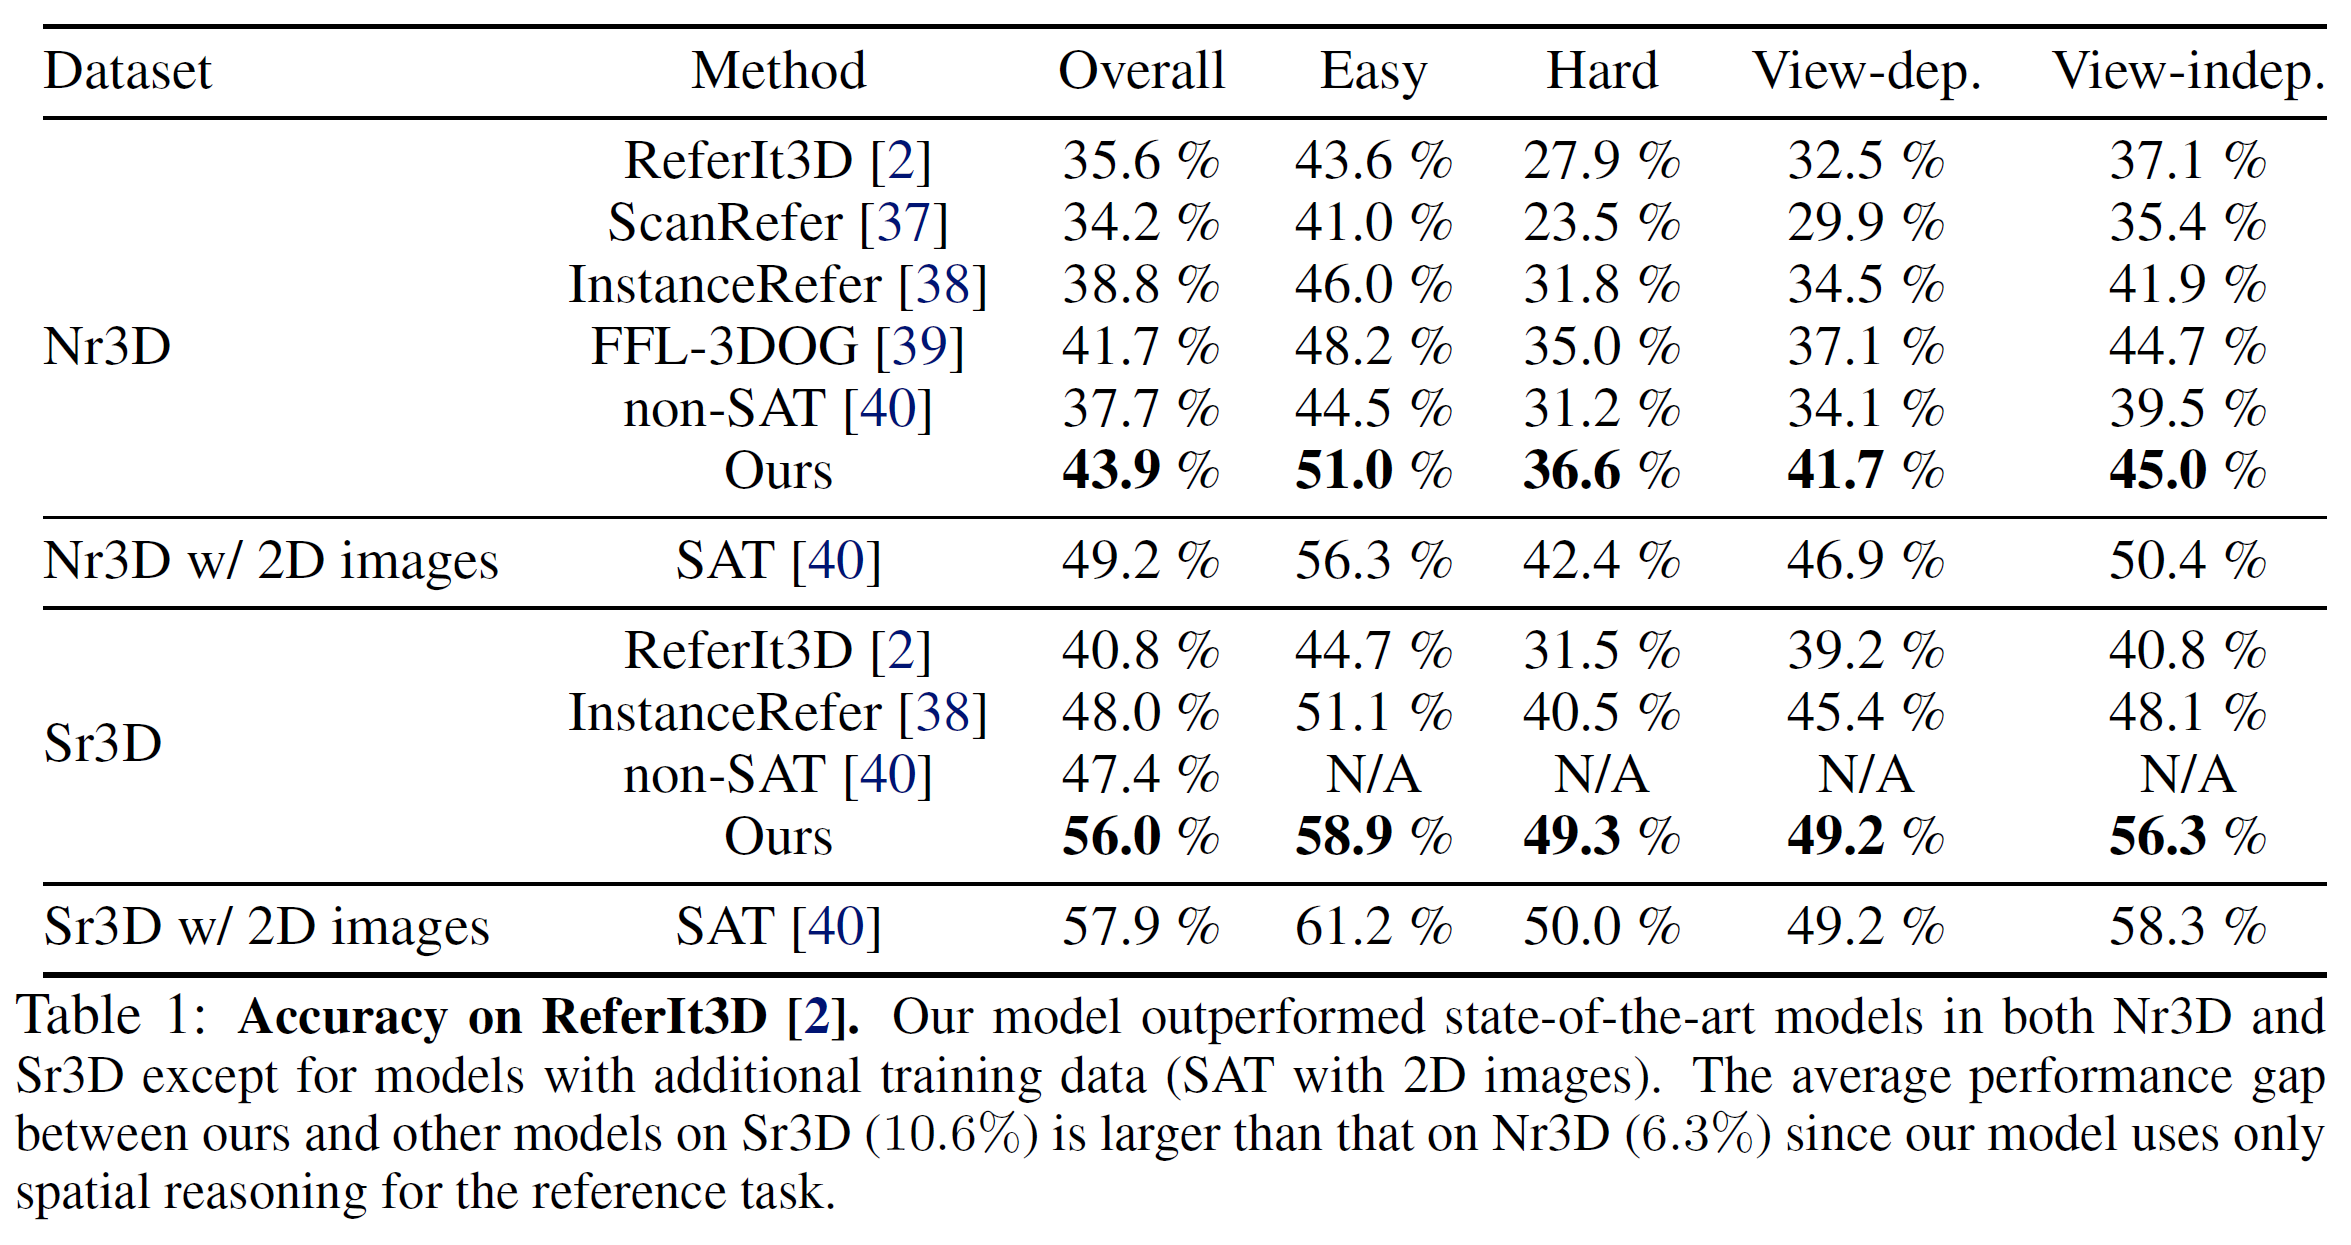 Dataset Method Overall Easy Hard View-dep. View-indep.
ReferIt3D [2] 35.6 % 43.6 % 27.9 % 32.5 % 37.1 %
ScanRefer [37] 34.2 % 41.0 % 23.5 % 29.9 % 35.4 %
InstanceRefer [38] 38.8 % 46.0 % 31.8 % 34.5 % 41.9 %
Nr3D FFL-3DOG [39] 41.7 % 48.2 % 35.0 % 37.1 % 44.7 %
non-SAT [40] 37.7 % 44.5 % 31.2 % 34.1 % 39.5 %
Ours 43.9 % 51.0 % 36.6 % 41.7 % 45.0 %
Nr3D w/ 2D images SAT [40] 49.2 % 56.3 % 42.4 % 46.9 % 50.4 %
ReferIt3D [2] 40.8 % 44.7 % 31.5 % 39.2 % 40.8 %
InstanceRefer [38] 48.0 % 51.1 % 40.5 % 45.4 % 48.1 %
Sr3D
non-SAT [40] 47.4 % N/A N/A N/A N/A
Ours 56.0 % 58.9 % 49.3 % 49.2 % 56.3 %
Sr3D w/ 2D images SAT [40] 57.9 % 61.2 % 50.0 % 49.2 % 58.3 %
Table 1: Accuracy on ReferIt3D [2]. Our model outperformed state-of-the-art models in both Nr3D and
Sr3D except for models with additional training data (SAT with 2D images). The average performance gap
between ours and other models on Sr3D (10.6%) is larger than that on Nr3D (6.3%) since our model uses only
spatial reasoning for the reference task.